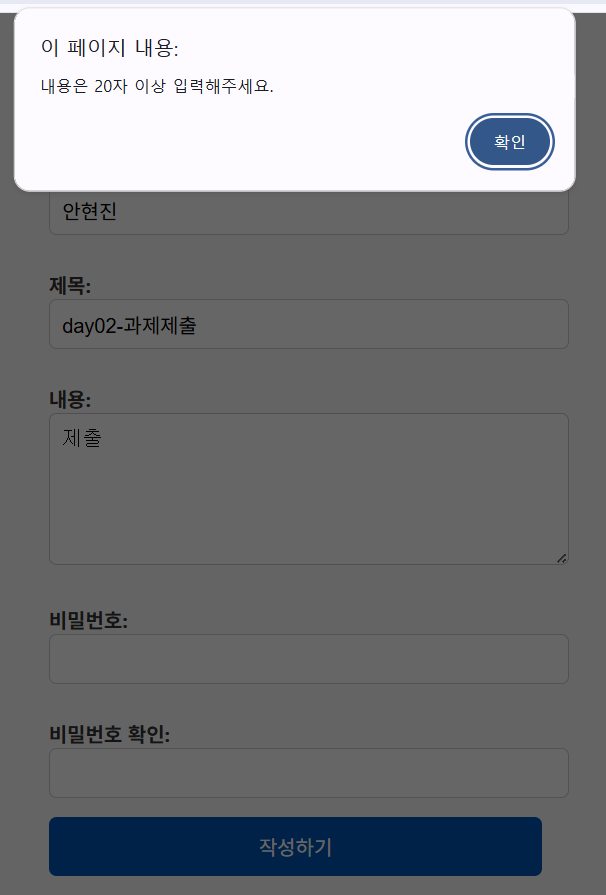 이 페이지 내용:
내용은 20자 이상 입력해주세요.
확인
안현진
제목:
day02-과제제출
내용:
제출
비밀번호:
비밀번호 확인:
작성하기